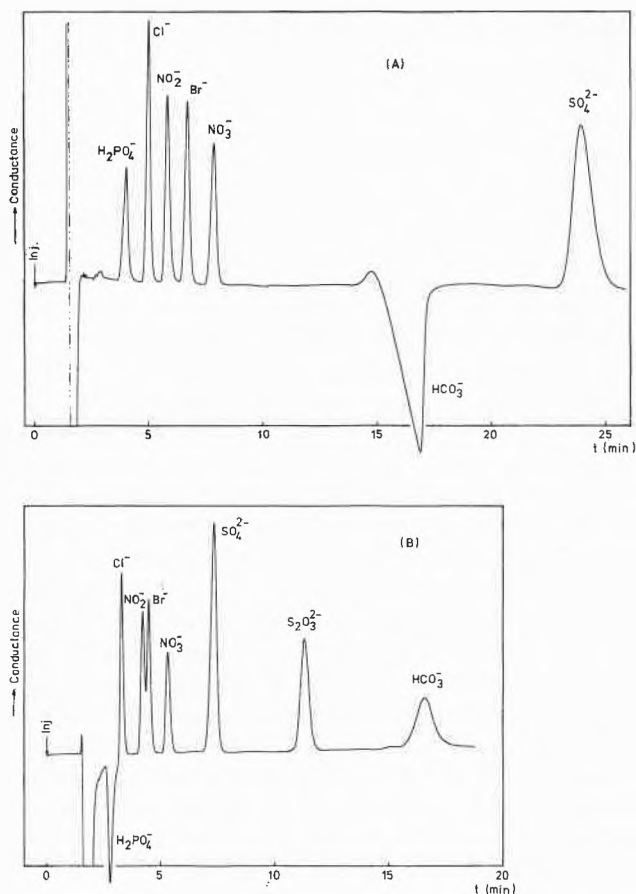 Cl⁻
(A)
NO₂⁻
Br⁻
SO₄²⁻
NO₃⁻
H₂PO₄⁻
→ Conductance
Inj.
HCO₃⁻
0 5 10 15 20 25
t (min)
(B)
SO₄²⁻
Cl⁻
NO₂⁻ Br⁻
S₂O₃²⁻
NO₃⁻
HCO₃⁻
→ Conductance
Inj
H₂PO₄⁻
0 5 10 15 20
t (min)